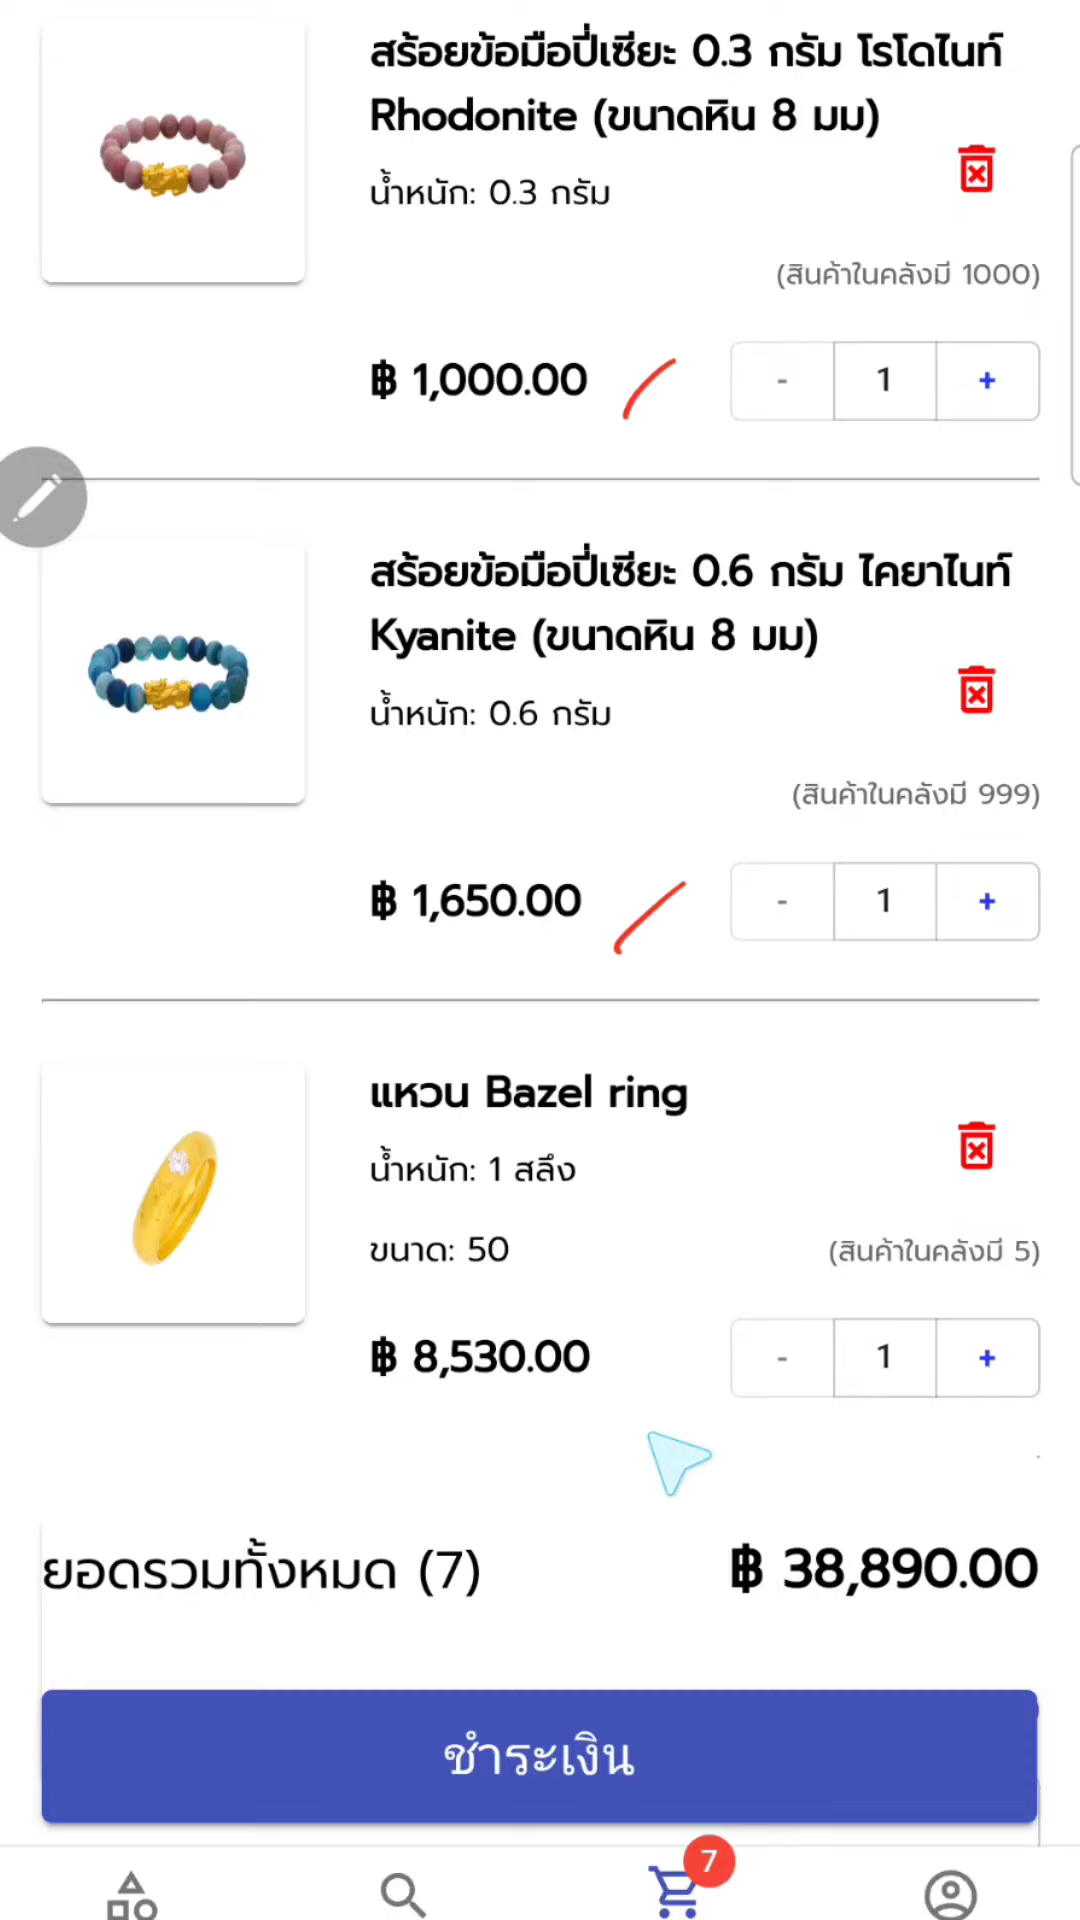 สร้อยข้อมือปี่เซียะ 0.3 กรัม โรโดไนท์
Rhodonite (ขนาดหิน 8 มม)
น้ำหนัก: 0.3 กรัม
(สินค้าในคลังมี 1000)
฿ 1,000.00
- 1 +
สร้อยข้อมือปี่เซียะ 0.6 กรัม ไคยาไนท์
Kyanite (ขนาดหิน 8 มม)
น้ำหนัก: 0.6 กรัม
(สินค้าในคลังมี 999)
฿ 1,650.00
- 1 +
แหวน Bazel ring
น้ำหนัก: 1 สลึง
ขนาด: 50
(สินค้าในคลังมี 5)
฿ 8,530.00
- 1 +
ยอดรวมทั้งหมด (7)
฿ 38,890.00
ชำระเงิน
7